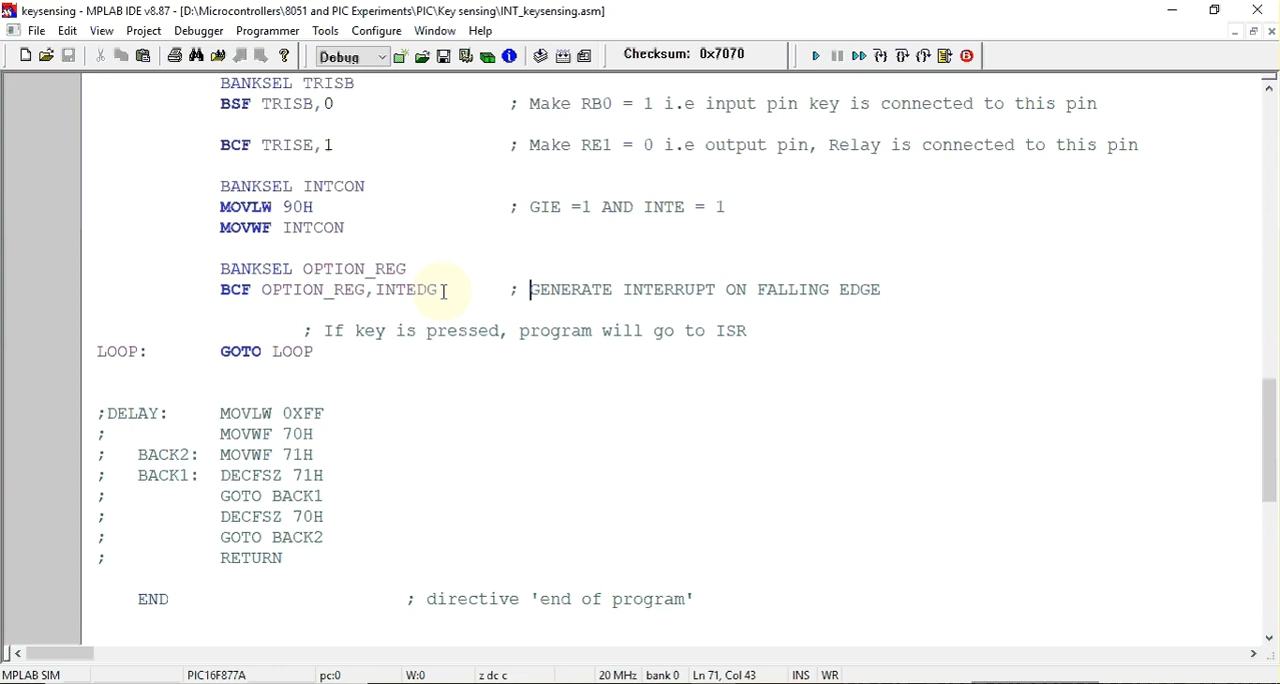 keysensing - MPLAB IDE v8.87 - [D:\Microcontrollers\8051 and PIC Experiments\PIC\Key sensing\INT_keysensing.asm]
File Edit View Project Debugger Programmer Tools Configure Window Help
Debug Checksum: 0x7070
BANKSEL TRISB
BSF TRISB,0 ; Make RB0 = 1 i.e input pin key is connected to this pin
BCF TRISE,1 ; Make RE1 = 0 i.e output pin, Relay is connected to this pin
BANKSEL INTCON
MOVLW 90H ; GIE =1 AND INTE = 1
MOVWF INTCON
BANKSEL OPTION_REG
BCF OPTION_REG,INTEDG ; GENERATE INTERRUPT ON FALLING EDGE
; If key is pressed, program will go to ISR
LOOP: GOTO LOOP
;DELAY: MOVLW 0XFF
; MOVWF 70H
; BACK2: MOVWF 71H
; BACK1: DECFSZ 71H
; GOTO BACK1
; DECFSZ 70H
; GOTO BACK2
; RETURN
END ; directive 'end of program'
MPLAB SIM PIC16F877A pc:0 W:0 z dc c 20 MHz bank 0 Ln 71, Col 43 INS WR